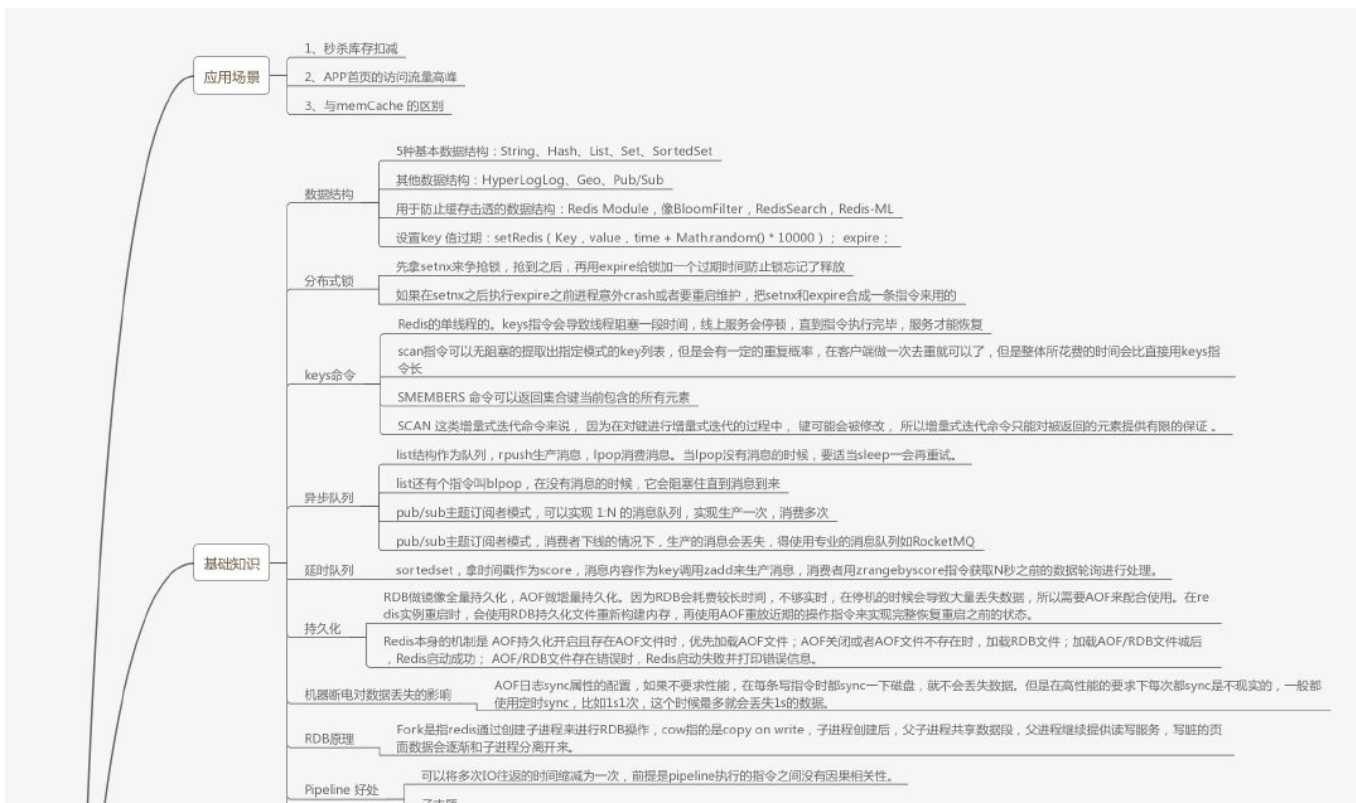 应用场景
1、秒杀库存扣减
2、APP首页的访问流量高峰
3、与memCache 的区别
基础知识
数据结构
5种基本数据结构：String、Hash、List、Set、SortedSet
其他数据结构：HyperLogLog、Geo、Pub/Sub
用于防止缓存击透的数据结构：Redis Module，像BloomFilter，RedisSearch，Redis-ML
设置key 值过期：setRedis（Key，value，time + Math.random() * 10000）；expire；
分布式锁
先拿setnx来争抢锁，抢到之后，再用expire给锁加一个过期时间防止锁忘记了释放
如果在setnx之后执行expire之前进程意外crash或者要重启维护，把setnx和expire合成一条指令来用的
keys命令
Redis的单线程的。keys指令会导致线程阻塞一段时间，线上服务会停顿，直到指令执行完毕，服务才能恢复
scan指令可以无阻塞的提取出指定模式的key列表，但是会有一定的重复概率，在客户端做一次去重就可以了，但是整体所花费的时间会比直接用keys指
令长
SMEMBERS 命令可以返回集合键当前包含的所有元素
SCAN 这类增量式迭代命令来说， 因为在对键进行增量式迭代的过程中， 键可能会被修改， 所以增量式迭代命令只能对被返回的元素提供有限的保证 。
异步队列
list结构作为队列，rpush生产消息，lpop消费消息。当lpop没有消息的时候，要适当sleep一会再重试。
list还有个指令叫blpop，在没有消息的时候，它会阻塞住直到消息到来
pub/sub主题订阅者模式，可以实现 1:N 的消息队列，实现生产一次，消费多次
pub/sub主题订阅者模式，消费者下线的情况下，生产的消息会丢失，得使用专业的消息队列如RocketMQ
延时队列
sortedset，拿时间戳作为score，消息内容作为key调用zadd来生产消息，消费者用zrangebyscore指令获取N秒之前的数据轮询进行处理。
持久化
RDB做镜像全量持久化，AOF做增量持久化。因为RDB会耗费较长时间，不够实时，在停机的时候会导致大量丢失数据，所以需要AOF来配合使用。在re
dis实例重启时，会使用RDB持久化文件重新构建内存，再使用AOF重放近期的操作指令来实现完整恢复重启之前的状态。
Redis本身的机制是 AOF持久化开启且存在AOF文件时，优先加载AOF文件；AOF关闭或者AOF文件不存在时，加载RDB文件；加载AOF/RDB文件城后
，Redis启动成功； AOF/RDB文件存在错误时，Redis启动失败并打印错误信息。
机器断电对数据丢失的影响
AOF日志sync属性的配置，如果不要求性能，在每条写指令时都sync一下磁盘，就不会丢失数据。但是在高性能的要求下每次都sync是不现实的，一般都
使用定时sync，比如1s1次，这个时候最多就会丢失1s的数据。
RDB原理
Fork是指redis通过创建子进程来进行RDB操作，cow指的是copy on write，子进程创建后，父子进程共享数据段，父进程继续提供读写服务，写脏的页
面数据会逐渐和子进程分离开来。
Pipeline 好处
可以将多次IO往返的时间缩减为一次，前提是pipeline执行的指令之间没有因果相关性。